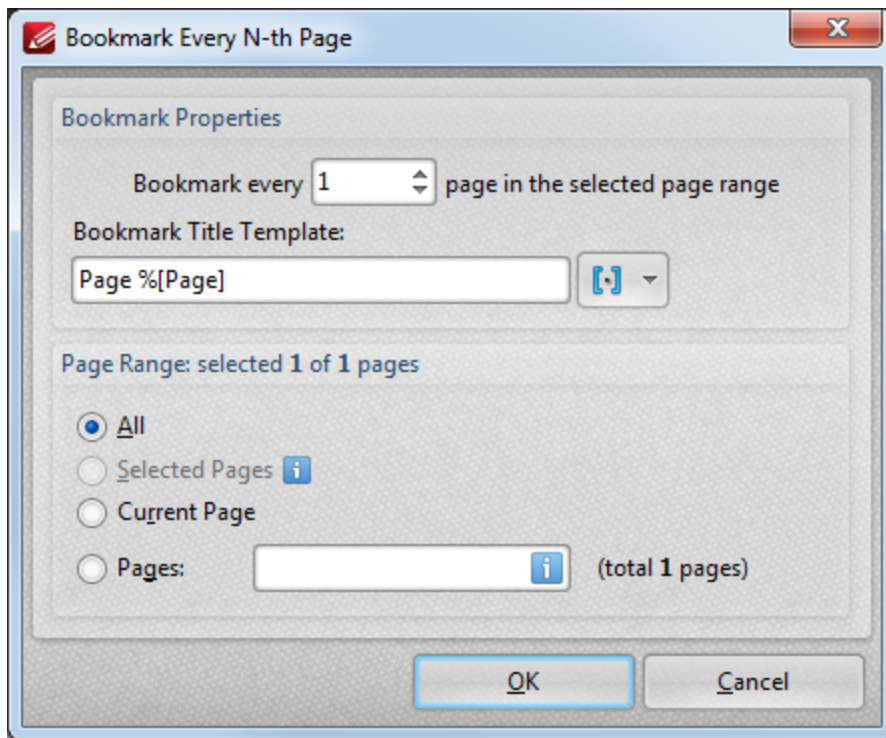 Bookmark Every N-th Page
Bookmark Properties
Bookmark every 1 page in the selected page range
Bookmark Title Template:
Page %[Page]
Page Range: selected 1 of 1 pages
All
Selected Pages
Current Page
Pages: (total 1 pages)
OK Cancel